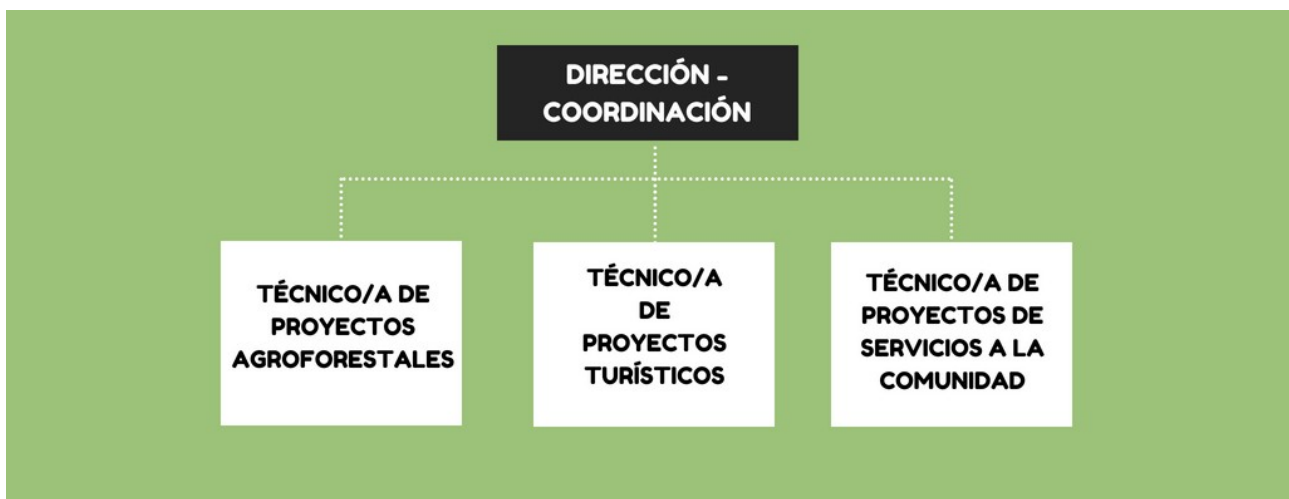 DIRECCIÓN -
COORDINACIÓN
TÉCNICO/A DE
PROYECTOS
AGROFORESTALES
TÉCNICO/A
DE
PROYECTOS
TURÍSTICOS
TÉCNICO/A DE
PROYECTOS DE
SERVICIOS A LA
COMUNIDAD